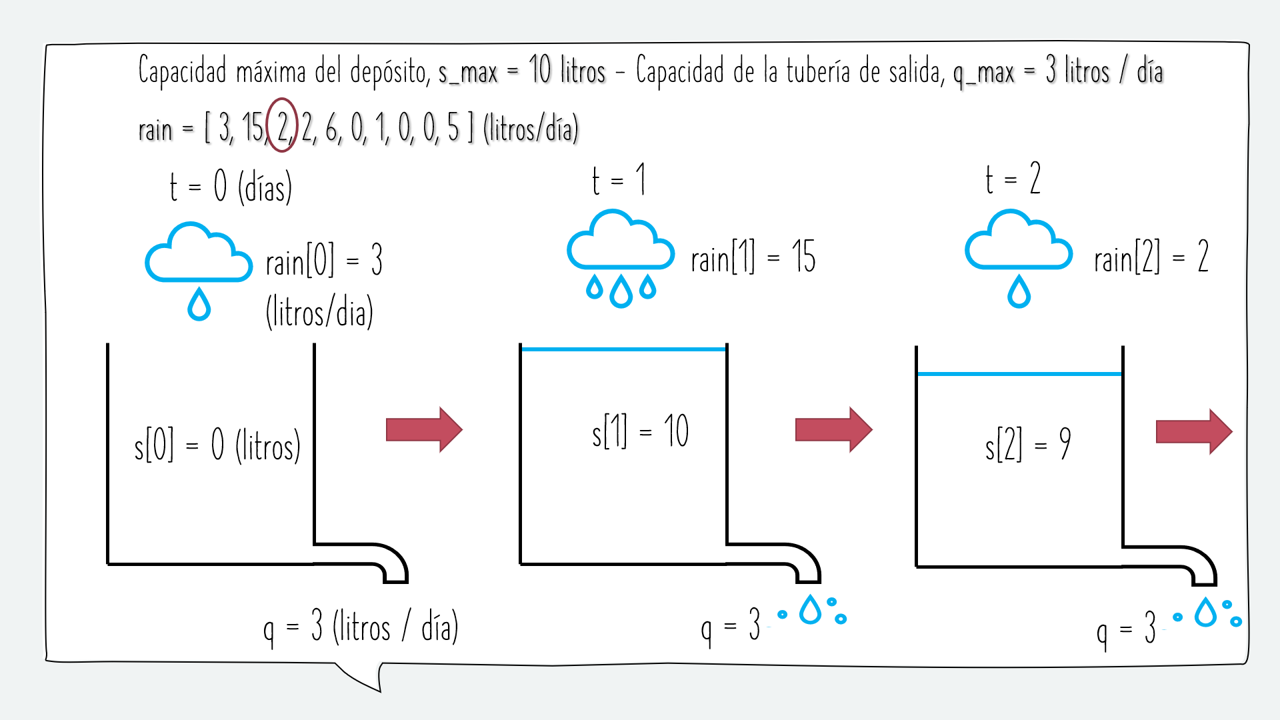 Capacidad máxima del depósito, s_max = 10 litros – Capacidad de la tubería de salida, q_max = 3 litros / día
rain = [ 3, 15, 2, 2, 6, 0, 1, 0, 0, 5 ] (litros/día)
t = 0 (días)
t = 1
t = 2
rain[0] = 3
(litros/dia)
rain[1] = 15
rain[2] = 2
s[0] = 0 (litros)
s[1] = 10
s[2] = 9
q = 3 (litros / día)
q = 3
q = 3